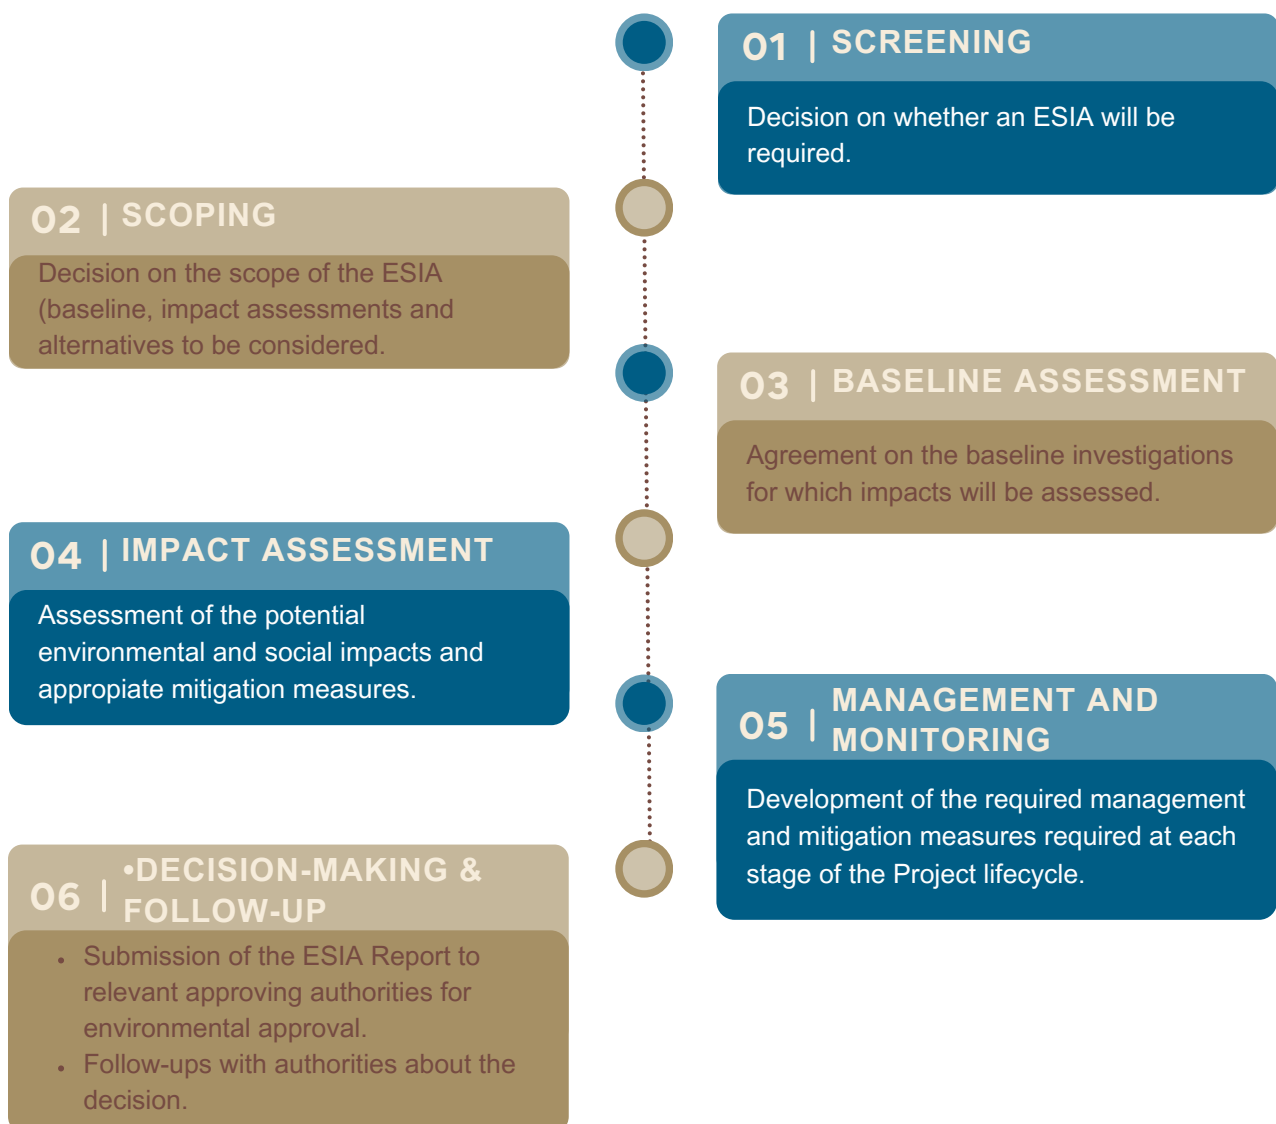 01 | SCREENING
Decision on whether an ESIA will be
required.
02 | SCOPING
Decision on the scope of the ESIA
(baseline, impact assessments and
alternatives to be considered.
03 | BASELINE ASSESSMENT
Agreement on the baseline investigations
for which impacts will be assessed.
04 | IMPACT ASSESSMENT
Assessment of the potential
environmental and social impacts and
appropiate mitigation measures.
05 | MANAGEMENT AND
MONITORING
Development of the required management
and mitigation measures required at each
stage of the Project lifecycle.
06 | •DECISION-MAKING &
FOLLOW-UP
• Submission of the ESIA Report to
relevant approving authorities for
environmental approval.
• Follow-ups with authorities about the
decision.